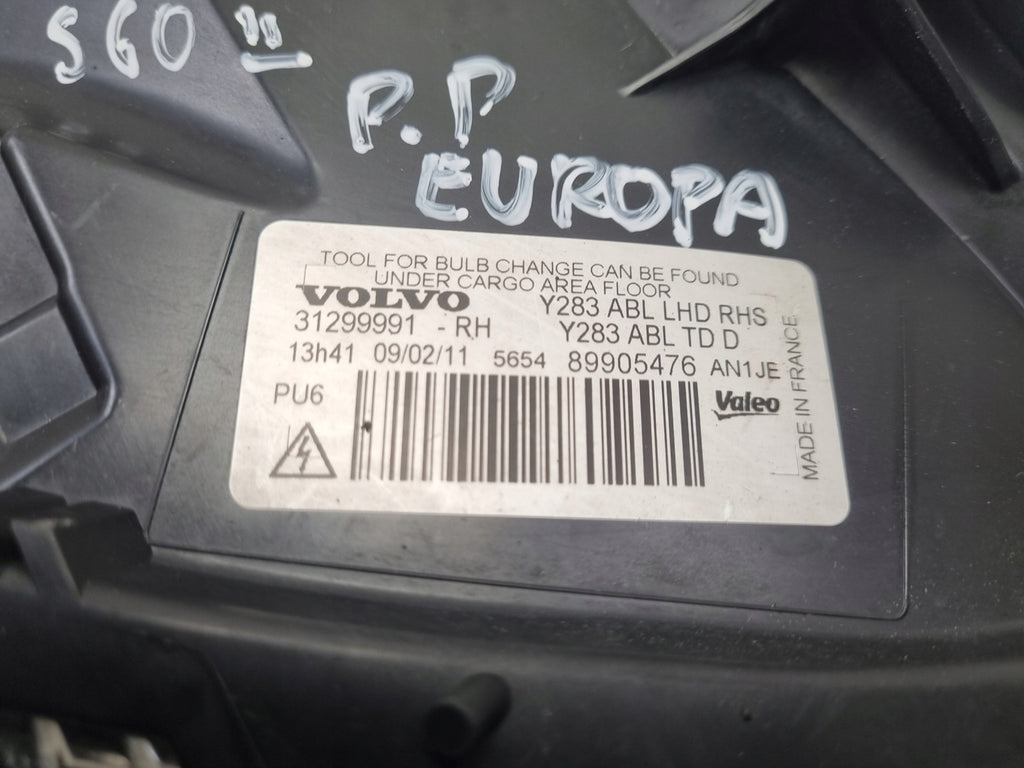 S60 II
P.P
EUROPA
TOOL FOR BULB CHANGE CAN BE FOUND
UNDER CARGO AREA FLOOR
VOLVO Y283 ABL LHD RHS
31299991 - RH Y283 ABL TD D
13h41 09/02/11 5654 89905476 AN1JE
PU6
Valeo
MADE IN FRANCE